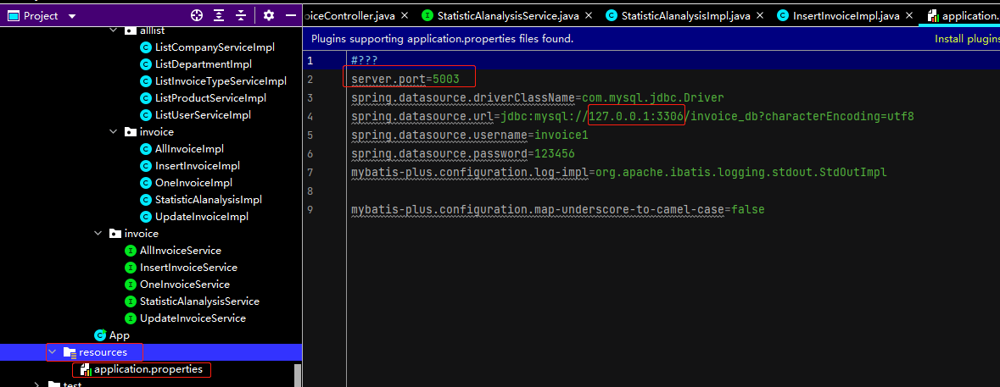 Project
oiceController.java
StatisticAlanalysisService.java
StatisticAlanalysisImpl.java
InsertInvoiceImpl.java
application.
alllist
ListCompanyServiceImpl
ListDepartmentImpl
ListInvoiceTypeServiceImpl
ListProductServiceImpl
ListUserServiceImpl
invoice
AllInvoiceImpl
InsertInvoiceImpl
OneInvoiceImpl
StatisticAlanalysisImpl
UpdateInvoiceImpl
invoice
AllInvoiceService
InsertInvoiceService
OneInvoiceService
StatisticAlanalysisService
UpdateInvoiceService
App
resources
application.properties
test
Plugins supporting application.properties files found.
Install plugins
1 #???
2 server.port=5003
3 spring.datasource.driverClassName=com.mysql.jdbc.Driver
4 spring.datasource.url=jdbc:mysql://127.0.0.1:3306/invoice_db?characterEncoding=utf8
5 spring.datasource.username=invoice1
6 spring.datasource.password=123456
7 mybatis-plus.configuration.log-impl=org.apache.ibatis.logging.stdout.StdOutImpl
8
9 mybatis-plus.configuration.map-underscore-to-camel-case=false